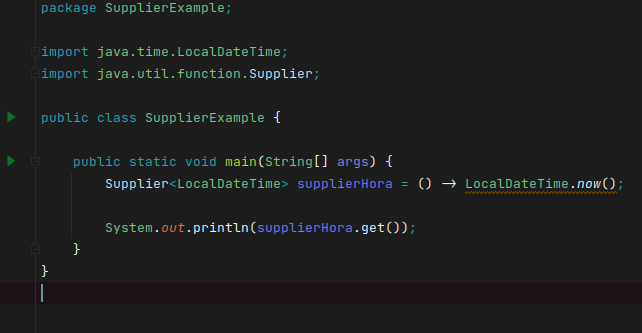 package SupplierExample;
import java.time.LocalDateTime;
import java.util.function.Supplier;
public class SupplierExample {
public static void main(String[] args) {
Supplier<LocalDateTime> supplierHora = () -> LocalDateTime.now();
System.out.println(supplierHora.get());
}
}